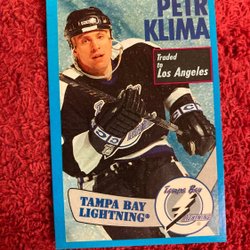 PETR
KLIMA
Traded
to
Los Angeles
TAMPA BAY
LIGHTNING®
Tampa Bay
LIGHTNING